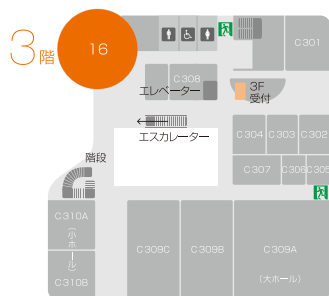 3階
16
C301
C308
エレベーター
3F
受付
エスカレーター
C304
C303
C302
階段
C307
C306
C305
C310A
(小ホール)
C310B
C309C
C309B
C309A
(大ホール)